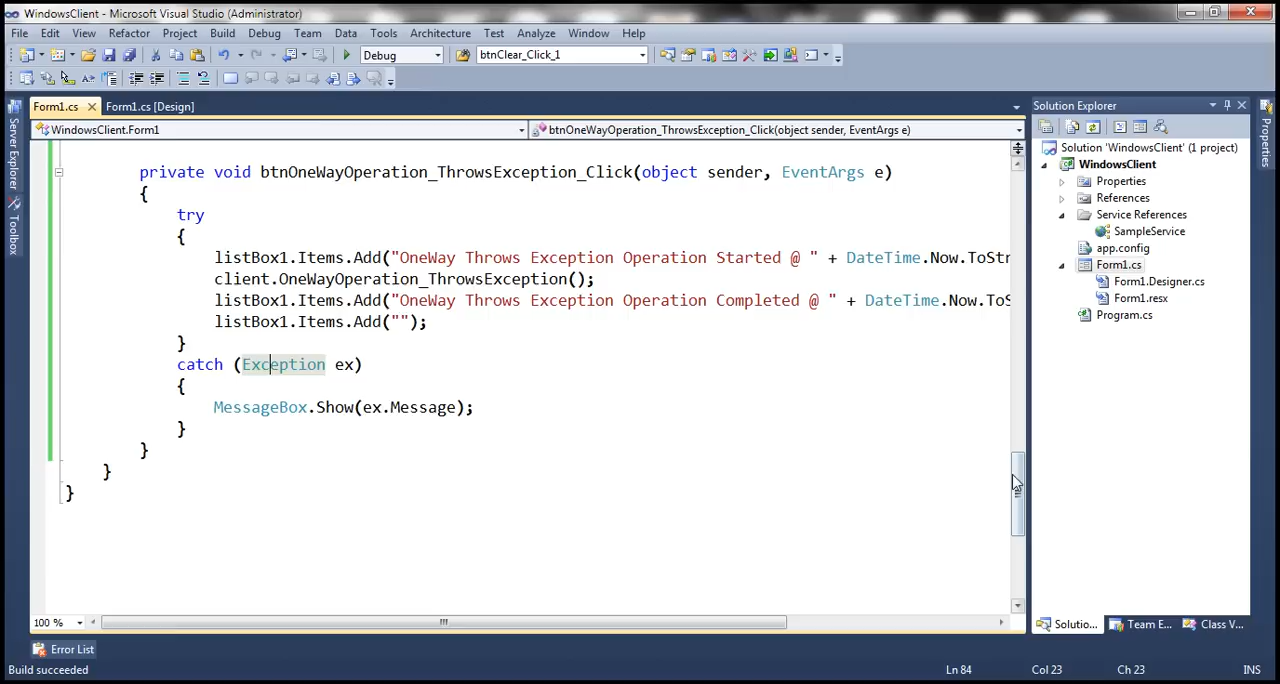 WindowsClient - Microsoft Visual Studio (Administrator)
File Edit View Refactor Project Build Debug Team Data Tools Architecture Test Analyze Window Help
Debug btnClear_Click_1
Form1.cs Form1.cs [Design]
WindowsClient.Form1 btnOneWayOperation_ThrowsException_Click(object sender, EventArgs e)
private void btnOneWayOperation_ThrowsException_Click(object sender, EventArgs e)
{
try
{
listBox1.Items.Add("OneWay Throws Exception Operation Started @ " + DateTime.Now.ToStr
client.OneWayOperation_ThrowsException();
listBox1.Items.Add("OneWay Throws Exception Operation Completed @ " + DateTime.Now.ToS
listBox1.Items.Add("");
}
catch (Exception ex)
{
MessageBox.Show(ex.Message);
}
}
}
}
100 %
Server Explorer
Toolbox
Solution Explorer
Solution 'WindowsClient' (1 project)
WindowsClient
Properties
References
Service References
SampleService
app.config
Form1.cs
Form1.Designer.cs
Form1.resx
Program.cs
Solutio... Team E... Class V...
Properties
Error List
Build succeeded Ln 84 Col 23 Ch 23 INS